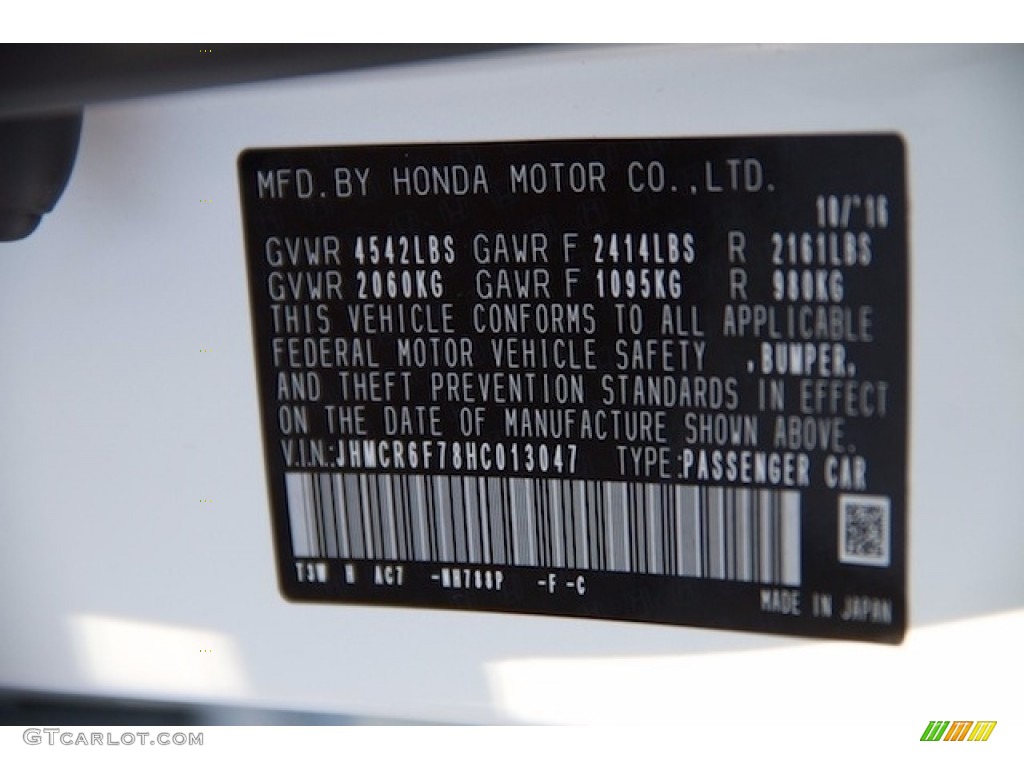 MFD. BY HONDA MOTOR CO.,LTD.
10/'16
GVWR 4542LBS GAWR F 2414LBS R 2161LBS
GVWR 2060KG GAWR F 1095KG R 980KG
THIS VEHICLE CONFORMS TO ALL APPLICABLE
FEDERAL MOTOR VEHICLE SAFETY ,BUMPER,
AND THEFT PREVENTION STANDARDS IN EFFECT
ON THE DATE OF MANUFACTURE SHOWN ABOVE.
V.I.N.:JHMCR6F78HC013047 TYPE:PASSENGER CAR
T3W N AC7 -NH788P -F -C
MADE IN JAPAN
GTCARLOT.COM